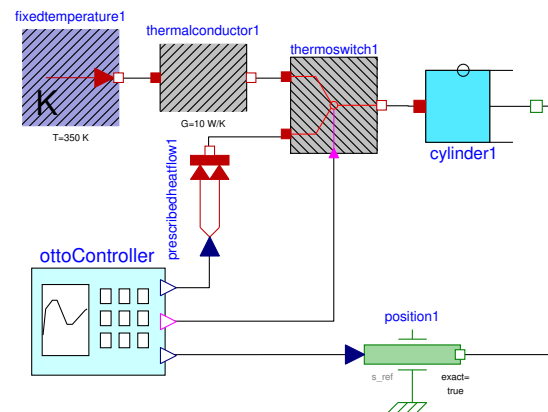 fixedtemperature1
thermalconductor1
thermoswitch1
K
T=350 K
G=10 W/K
cylinder1
prescribedheatflow1
ottoController
position1
s_ref
exact=
true